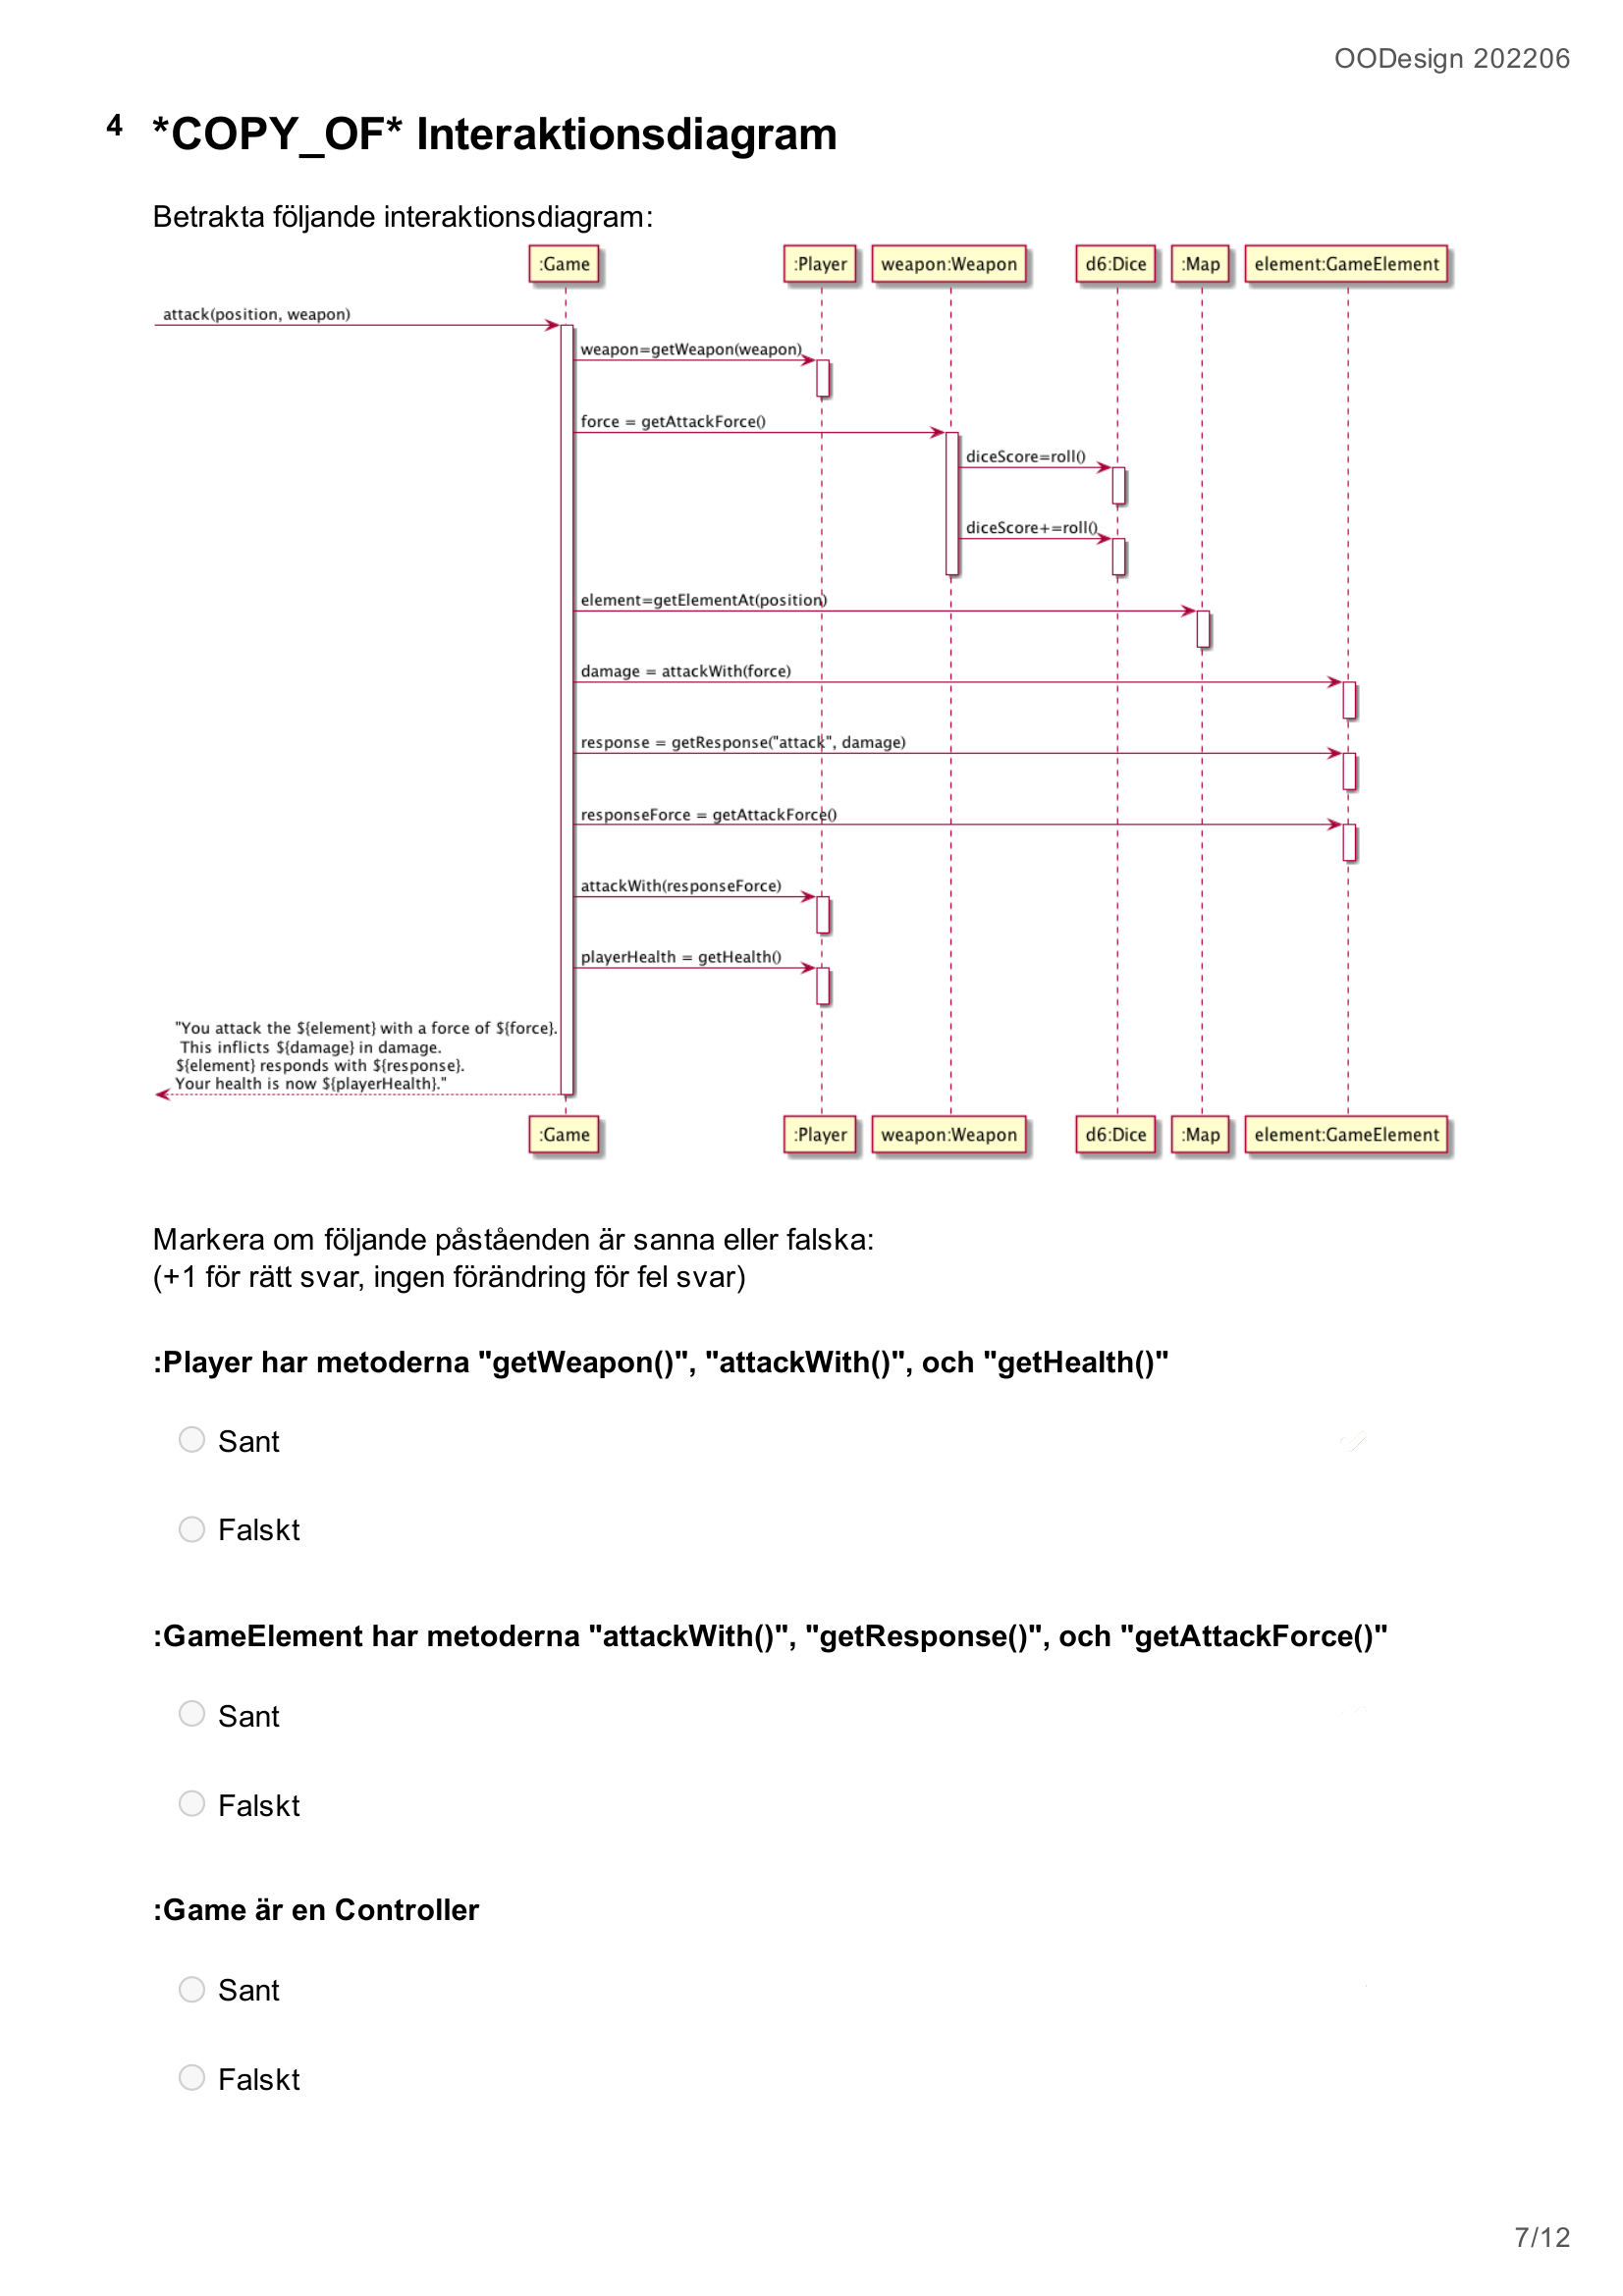 OODesign 202206
4 *COPY_OF* Interaktionsdiagram
Betrakta följande interaktionsdiagram:
:Game :Player weapon:Weapon d6:Dice :Map element:GameElement
attack(position, weapon)
weapon=getWeapon(weapon)
force = getAttackForce()
diceScore=roll()
diceScore+=roll()
element=getElementAt(position)
damage = attackWith(force)
response = getResponse("attack", damage)
responseForce = getAttackForce()
attackWith(responseForce)
playerHealth = getHealth()
"You attack the ${element} with a force of ${force}.
This inflicts ${damage} in damage.
${element} responds with ${response}.
Your health is now ${playerHealth}."
:Game :Player weapon:Weapon d6:Dice :Map element:GameElement
Markera om följande påståenden är sanna eller falska:
(+1 för rätt svar, ingen förändring för fel svar)
:Player har metoderna "getWeapon()", "attackWith()", och "getHealth()"
Sant
Falskt
:GameElement har metoderna "attackWith()", "getResponse()", och "getAttackForce()"
Sant
Falskt
:Game är en Controller
Sant
Falskt
7/12